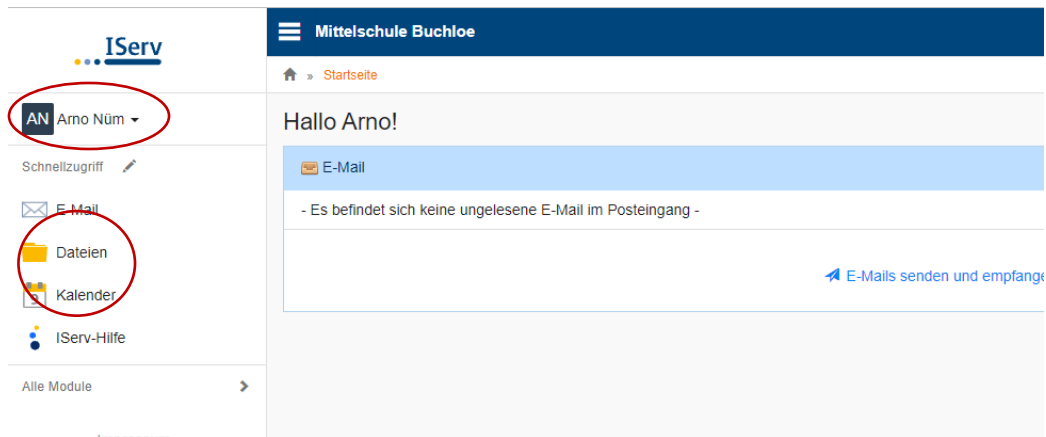 IServ
Mittelschule Buchloe
» Startseite
AN Arno Nüm
Hallo Arno!
Schnellzugriff
E-Mail
- Es befindet sich keine ungelesene E-Mail im Posteingang -
E-Mails senden und empfange
E-Mail
Dateien
Kalender
IServ-Hilfe
Alle Module